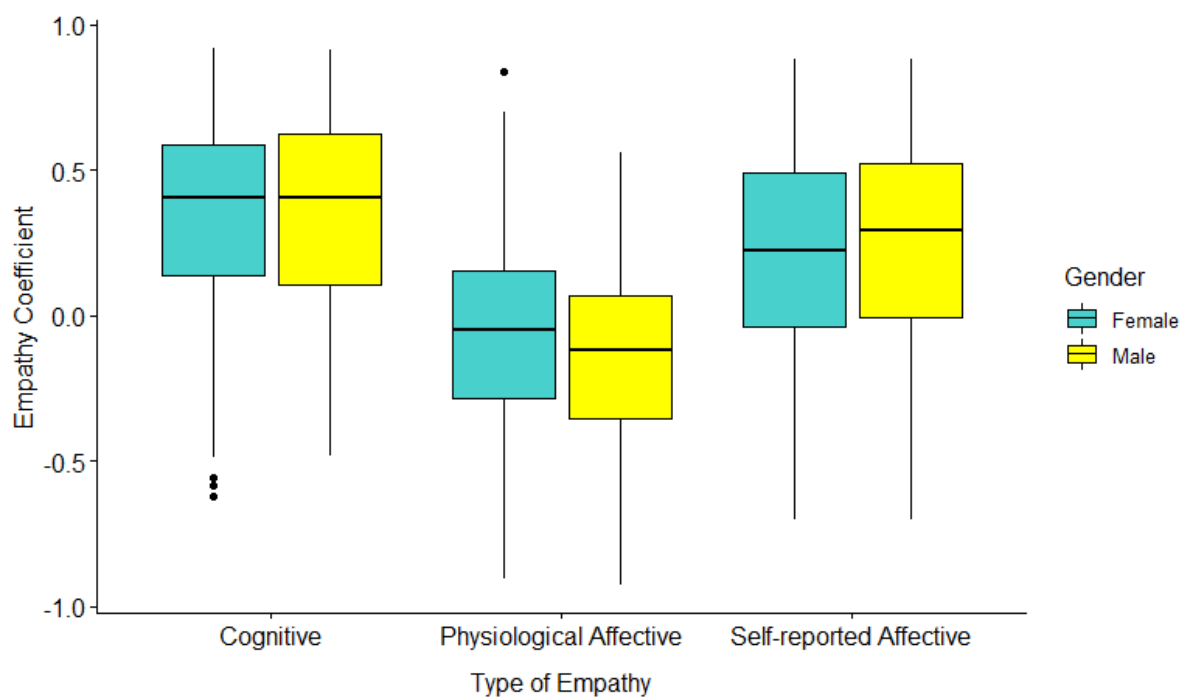 1.0
0.5
0.0
-0.5
-1.0
Empathy Coefficient
Cognitive
Physiological Affective
Self-reported Affective
Type of Empathy
Gender
Female
Male